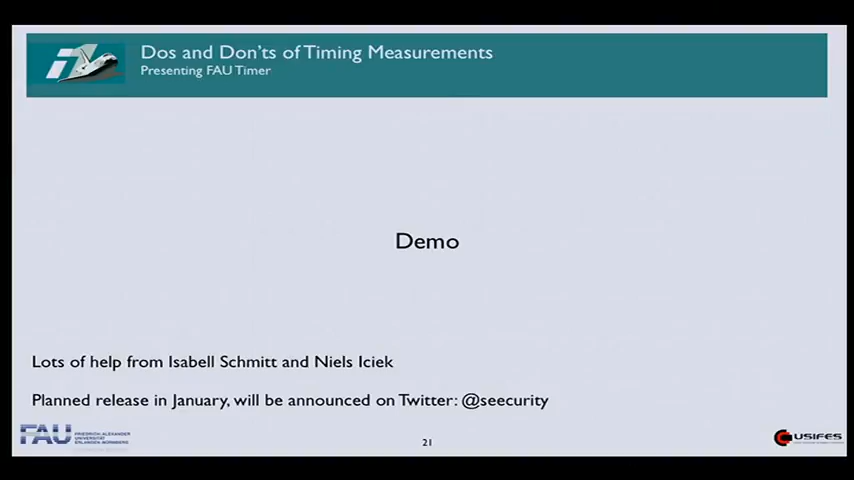 Dos and Don'ts of Timing Measurements
Presenting FAU Timer
Demo
Lots of help from Isabell Schmitt and Niels Iciek
Planned release in January, will be announced on Twitter: @seecurity
FAU
FRIEDRICH-ALEXANDER
UNIVERSITÄT
ERLANGEN-NÜRNBERG
21
USIFES